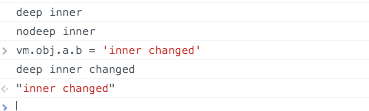 deep inner
nodeep inner
> vm.obj.a.b = 'inner changed'
deep inner changed
"inner changed"
>